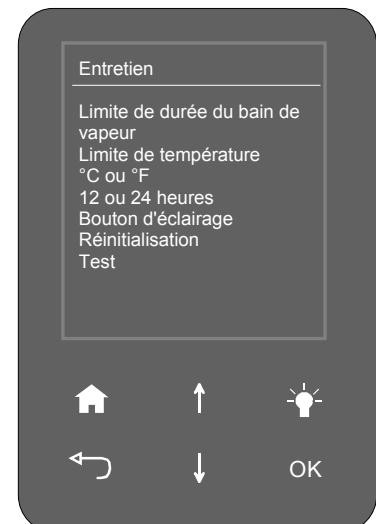 Entretien
Limite de durée du bain de
vapeur
Limite de température
°C ou °F
12 ou 24 heures
Bouton d'éclairage
Réinitialisation
Test
OK